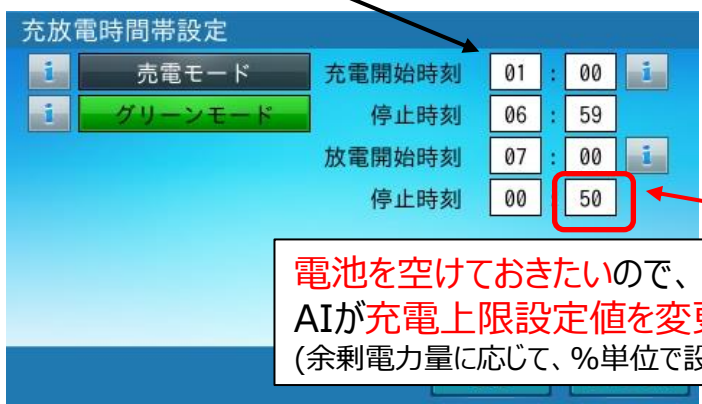 充放電時間帯設定
i 売電モード 充電開始時刻 01 : 00 i
i グリーンモード 停止時刻 06 : 59
放電開始時刻 07 : 00 i
停止時刻 00 : 50
電池を空けておきたいので、
AIが充電上限設定値を変更
(余剰電力量に応じて、%単位で設